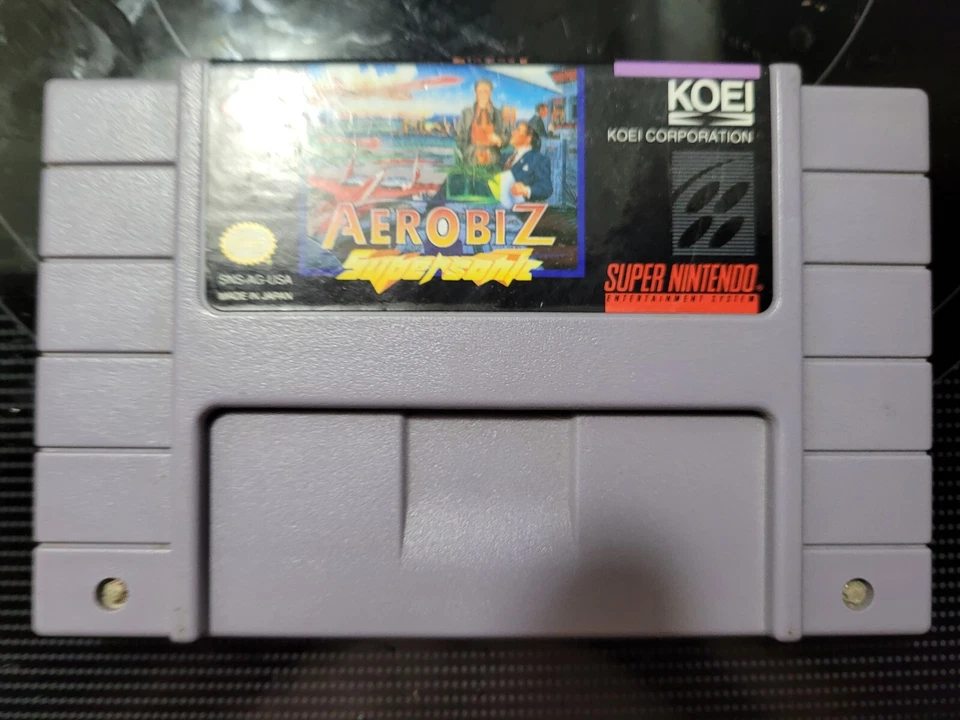 KOEI
KOEI CORPORATION
AEROBIZ
SUPERSONIC
SNS-AG-USA
MADE IN JAPAN
SUPER NINTENDO®
ENTERTAINMENT SYSTEM